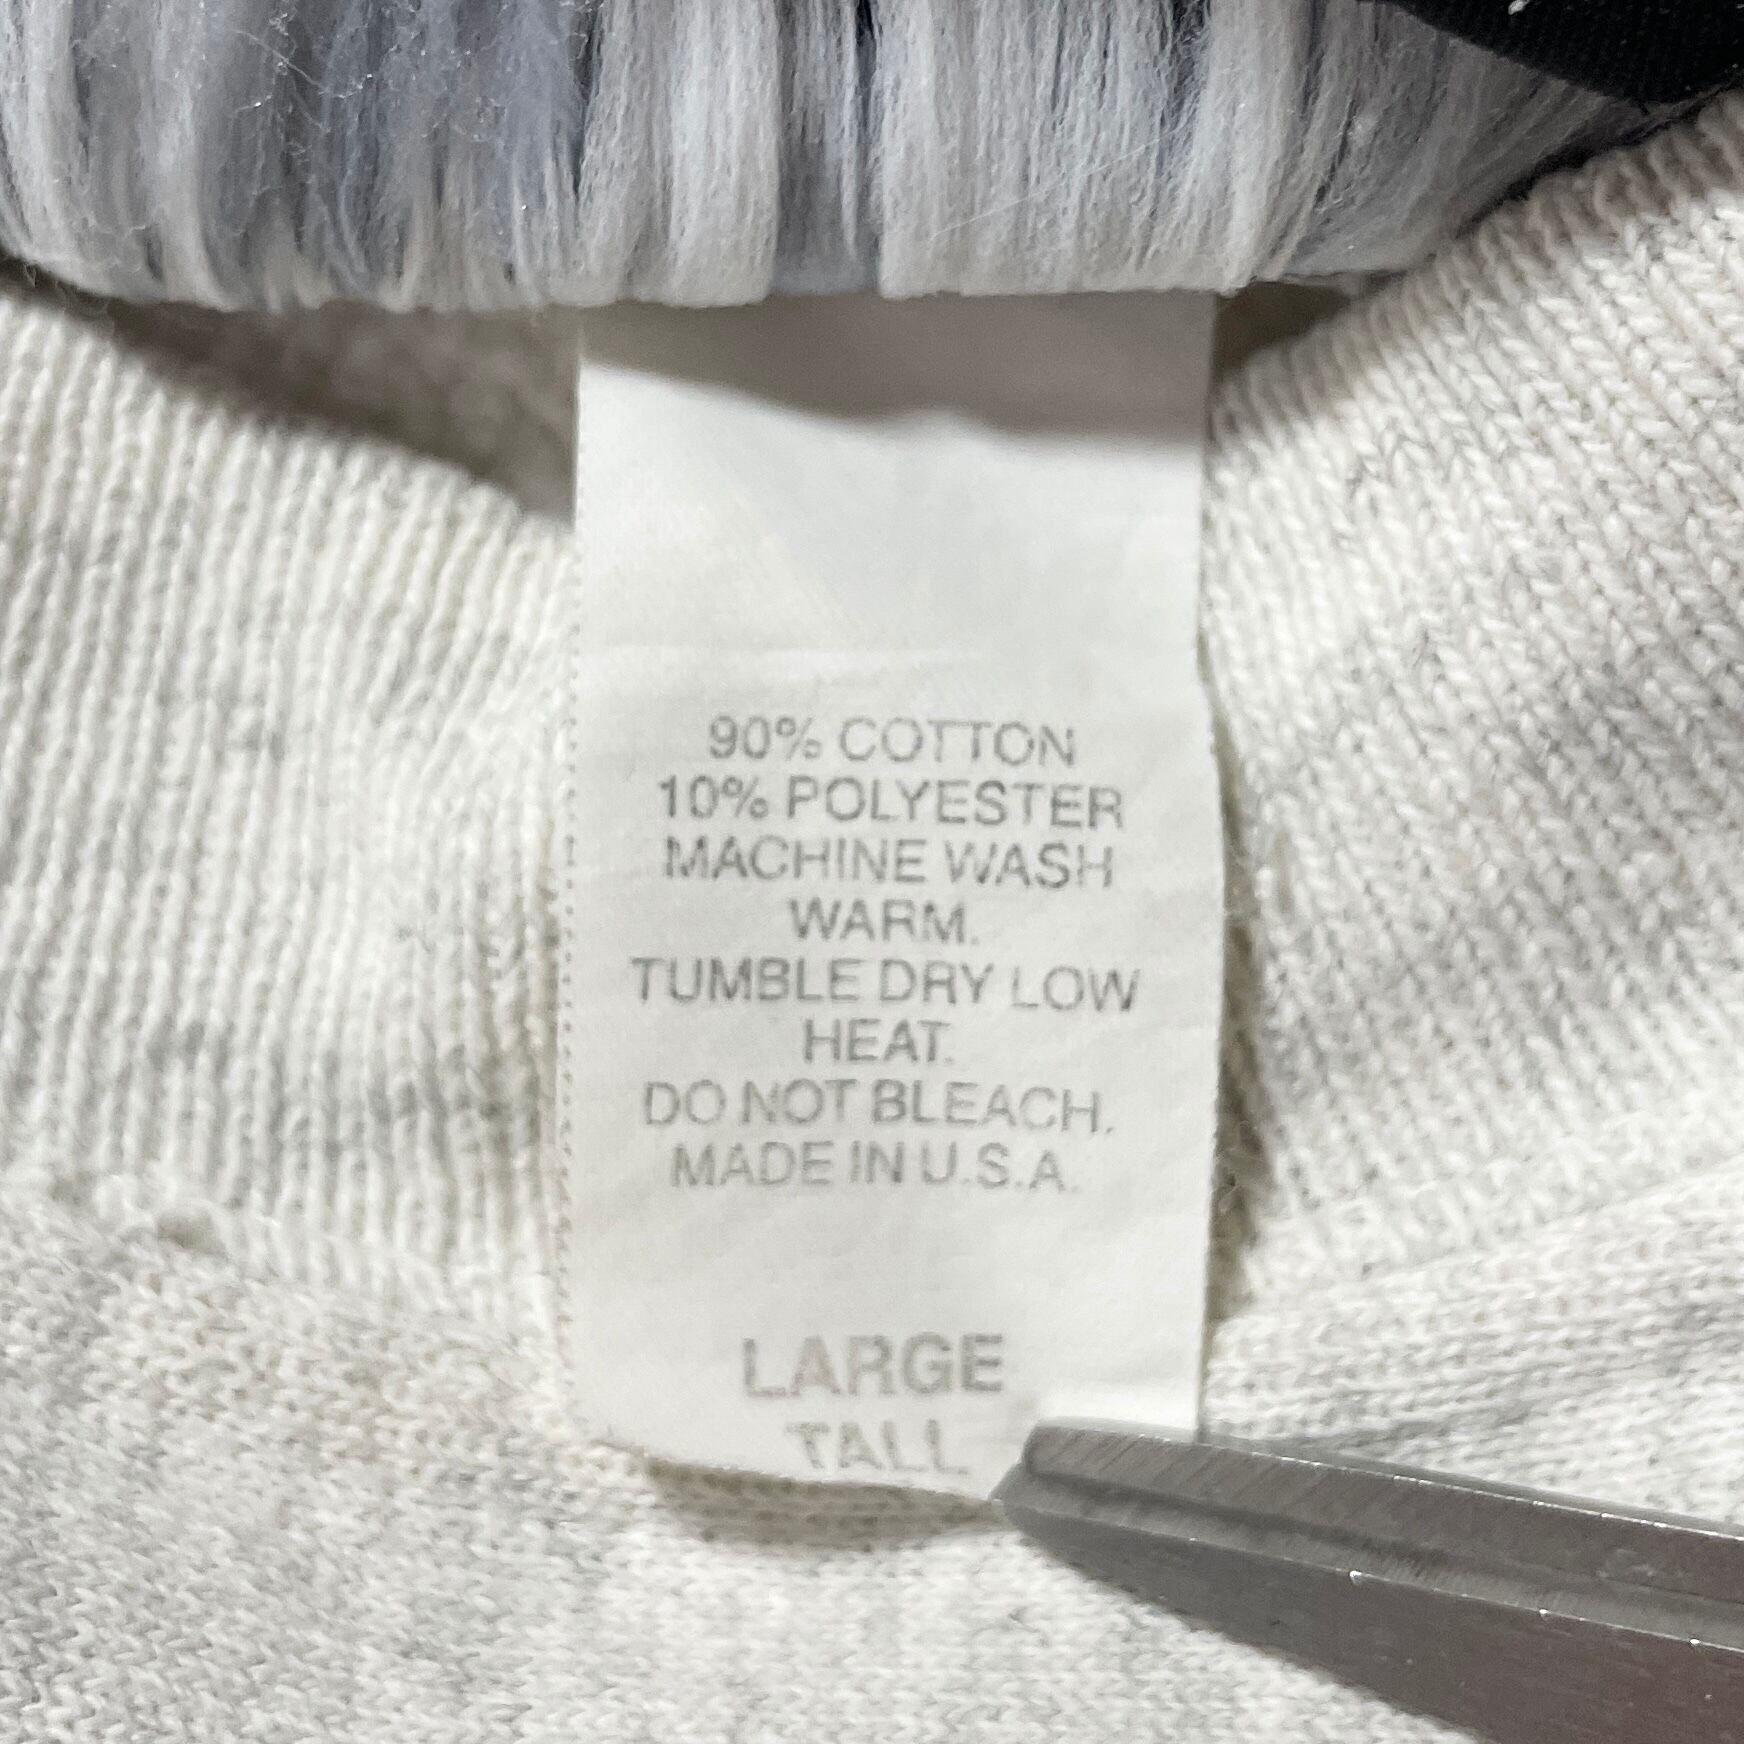 90% COTTON
10% POLYESTER
MACHINE WASH
WARM.
TUMBLE DRY LOW
HEAT.
DO NOT BLEACH.
MADE IN U.S.A.
LARGE
TALL